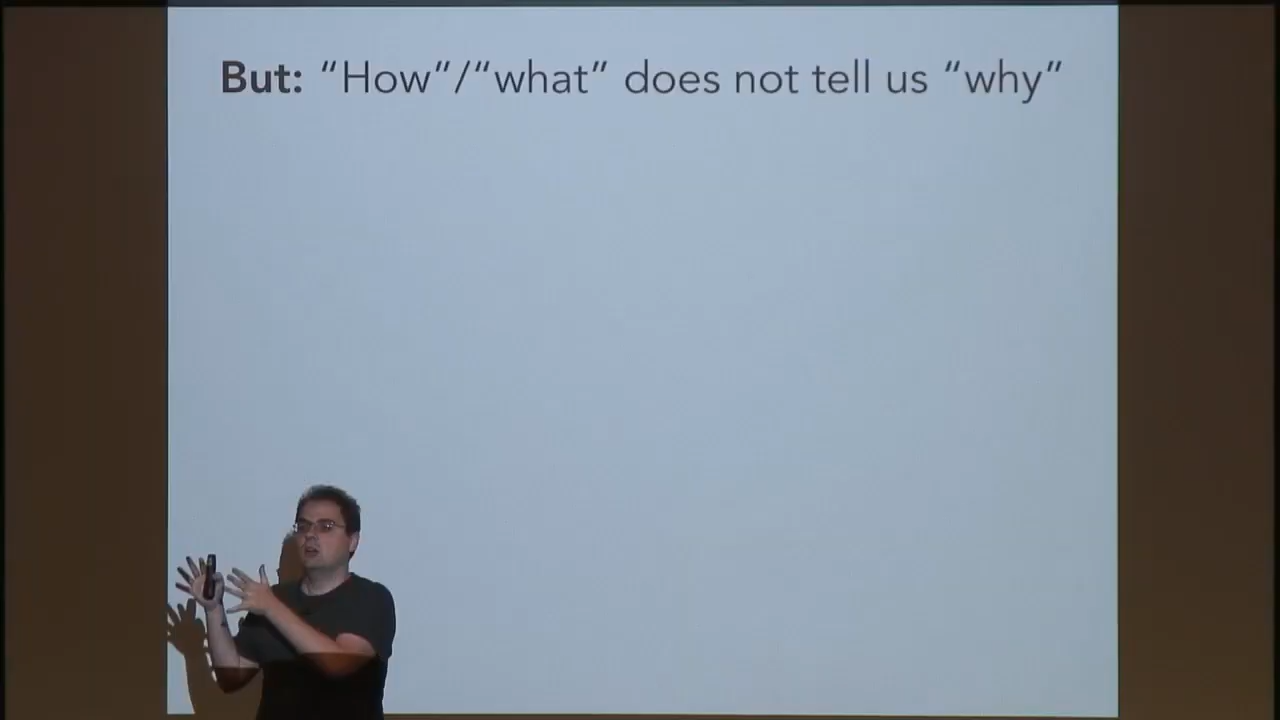 But: “How”/“what” does not tell us “why”